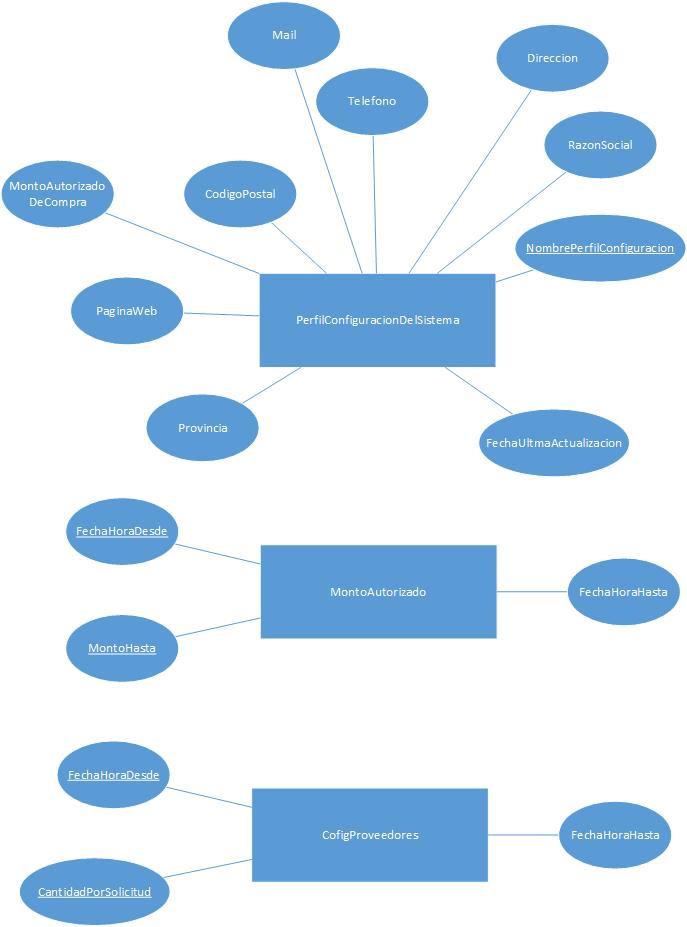 Mail
Direccion
Telefono
RazonSocial
MontoAutorizado
DeCompra
CodigoPostal
NombrePerfilConfiguracion
PaginaWeb
PerfilConfiguracionDelSistema
Provincia
FechaUltmaActualizacion
FechaHoraDesde
MontoAutorizado
FechaHoraHasta
MontoHasta
FechaHoraDesde
CofigProveedores
FechaHoraHasta
CantidadPorSolicitud